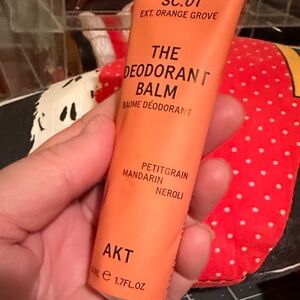 SC.01
EXT. ORANGE GROVE
THE
DEODORANT
BALM
BAUME DÉODORANT
PETITGRAIN
MANDARIN
NEROLI
AKT
℮ 1.7FL.OZ